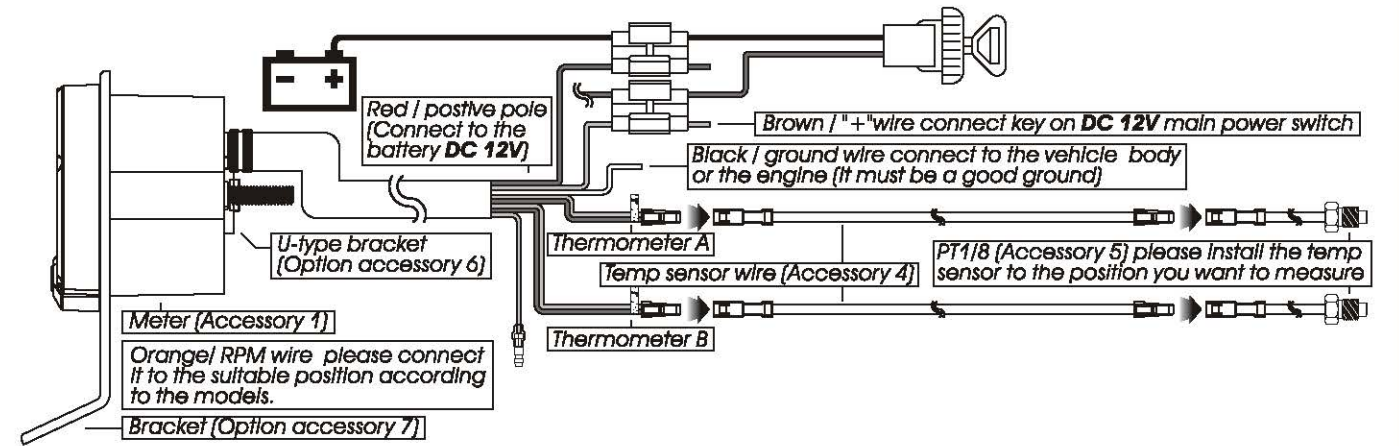 - +
Red / postive pole
(Connect to the
battery DC 12V)
Brown / "+"wire connect key on DC 12V main power switch
Black / ground wire connect to the vehicle body
or the engine (It must be a good ground)
Thermometer A
U-type bracket
(Option accessory 6)
Temp sensor wire (Accessory 4)
PT1/8 (Accessory 5) please install the temp
sensor to the position you want to measure
Meter (Accessory 1)
Thermometer B
Orange/ RPM wire please connect
it to the suitable position according
to the models.
Bracket (Option accessory 7)